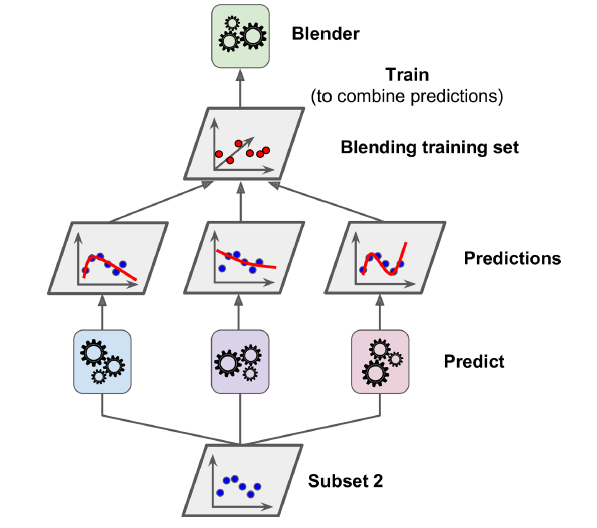 Blender
Train
(to combine predictions)
Blending training set
Predictions
Predict
Subset 2